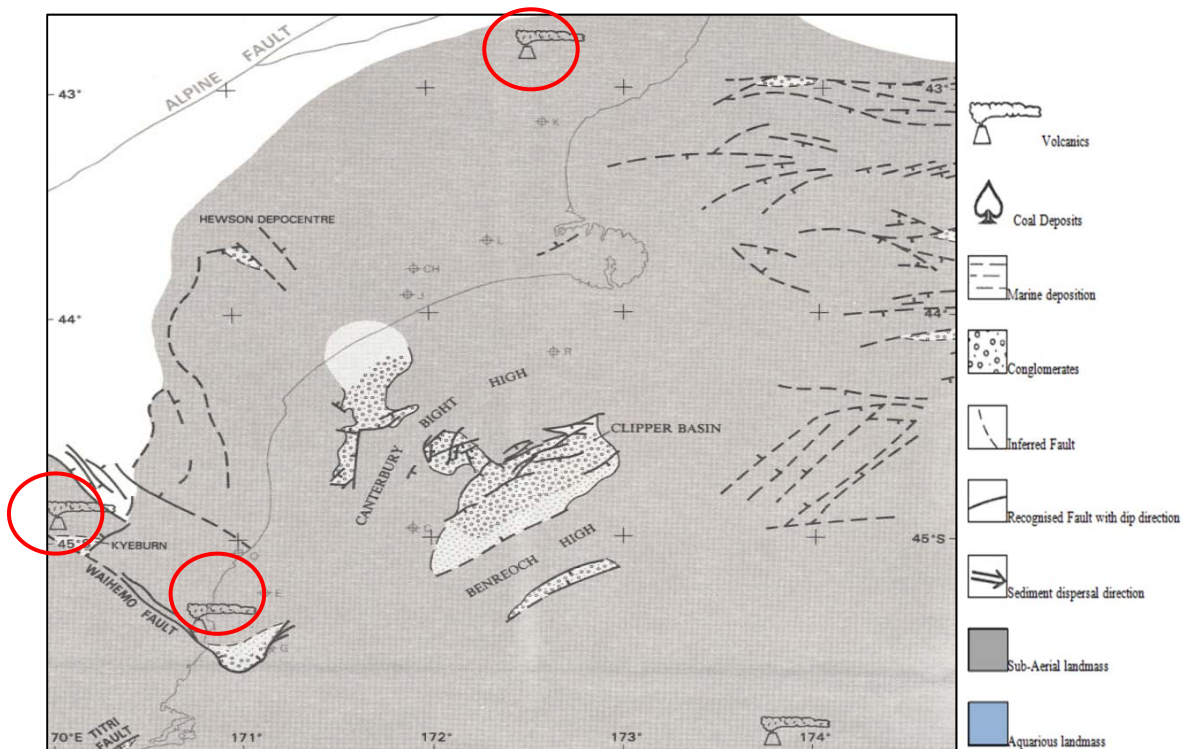 ALPINE FAULT
43°
43°
K
HEWSON DEPOCENTRE
A
L
CH
J
44°
44°
R
BIGHT HIGH
CLIPPER BASIN
CANTERBURY
C
45°S
KYEBURN
O
45°S
BENREOCH HIGH
WAIHEMO FAULT
E
G
TITRI
FAULT
70°E
171°
172°
173°
174°
Volcanics
Coal Deposits
Marine deposition
Conglomerates
Inferred Fault
Recognised Fault with dip direction
Sediment dispersal direction
Sub-Aerial landmass
Aquarious landmass